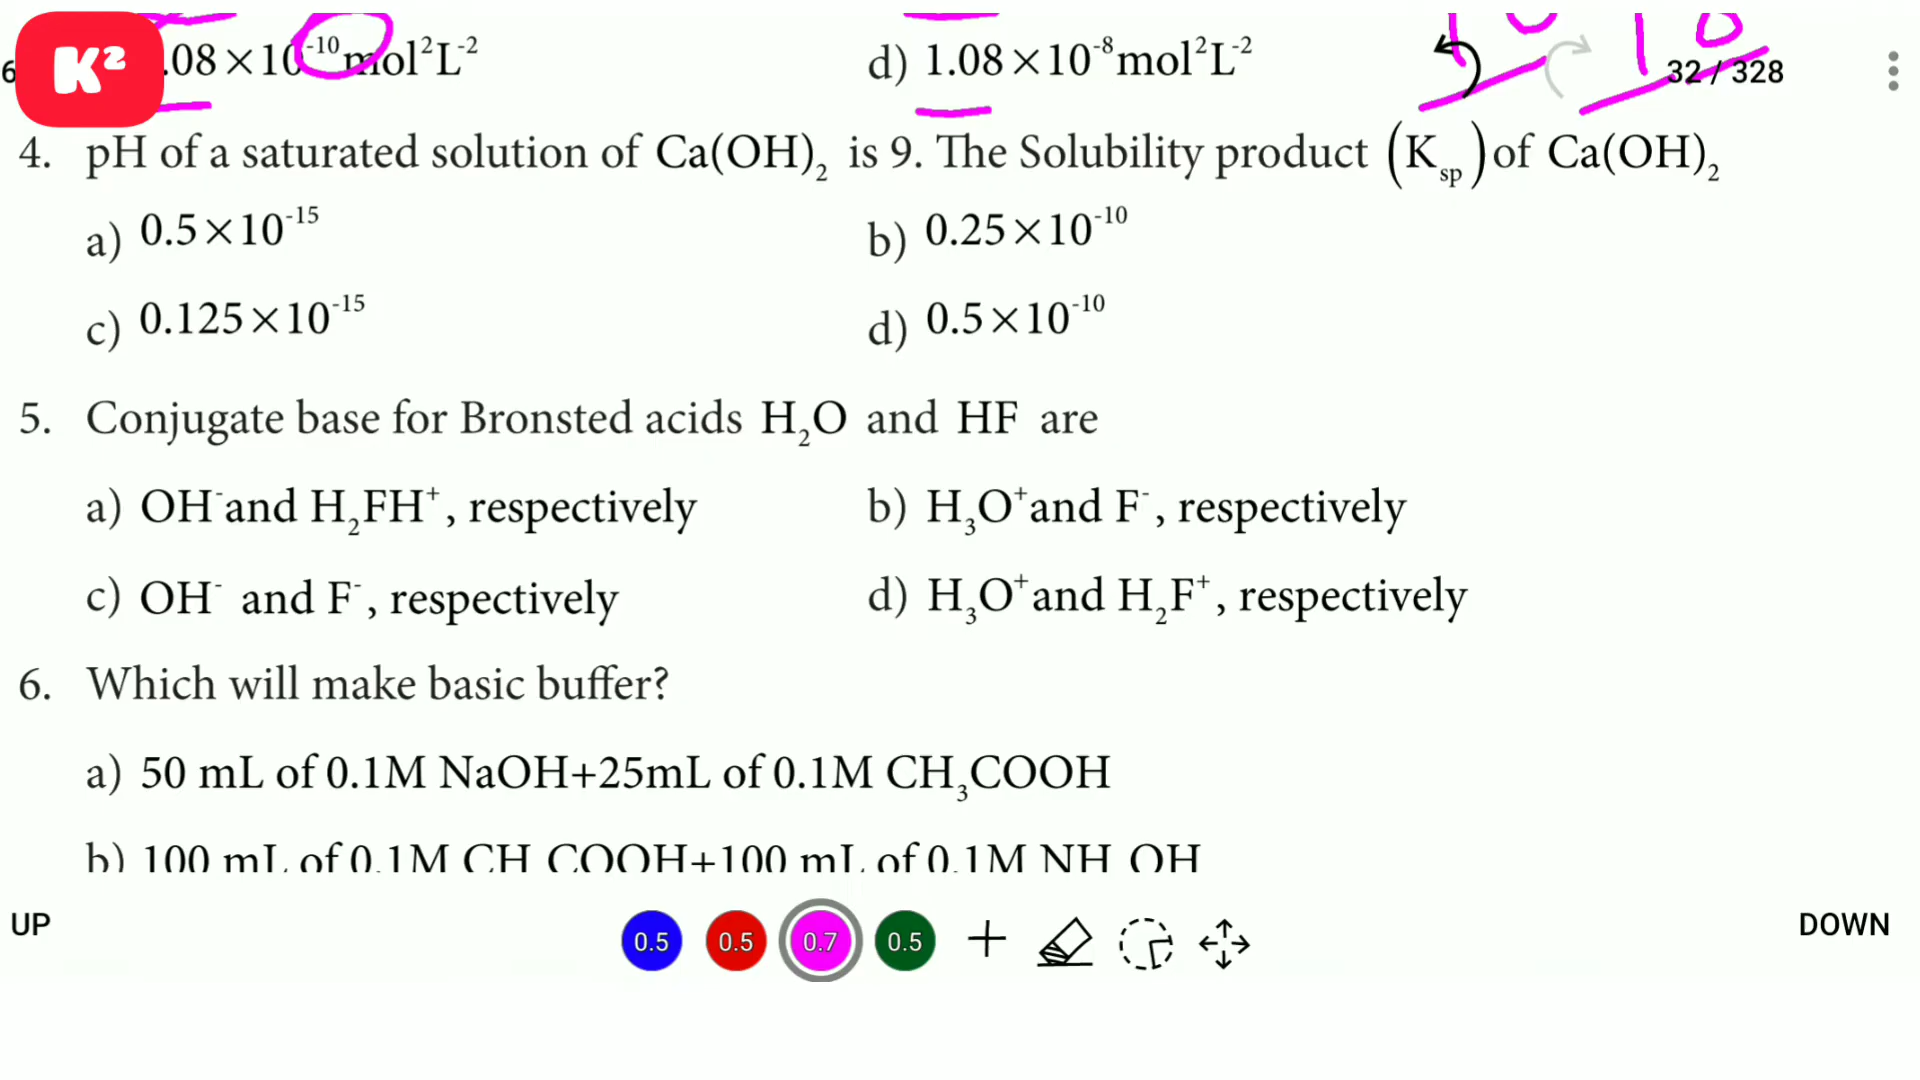 K²
.08×10⁻¹⁰mol²L⁻²
d) 1.08×10⁻⁸mol²L⁻²
32 / 328
4. pH of a saturated solution of Ca(OH)₂ is 9. The Solubility product (Kₛₚ) of Ca(OH)₂
a) 0.5×10⁻¹⁵
b) 0.25×10⁻¹⁰
c) 0.125×10⁻¹⁵
d) 0.5×10⁻¹⁰
5. Conjugate base for Bronsted acids H₂O and HF are
a) OH⁻and H₂FH⁺, respectively
b) H₃O⁺and F⁻, respectively
c) OH⁻ and F⁻, respectively
d) H₃O⁺and H₂F⁺, respectively
6. Which will make basic buffer?
a) 50 mL of 0.1M NaOH+25mL of 0.1M CH₃COOH
b) 100 mL of 0.1M CH COOH+100 mL of 0.1M NH OH
UP
0.5
0.5
0.7
0.5
DOWN